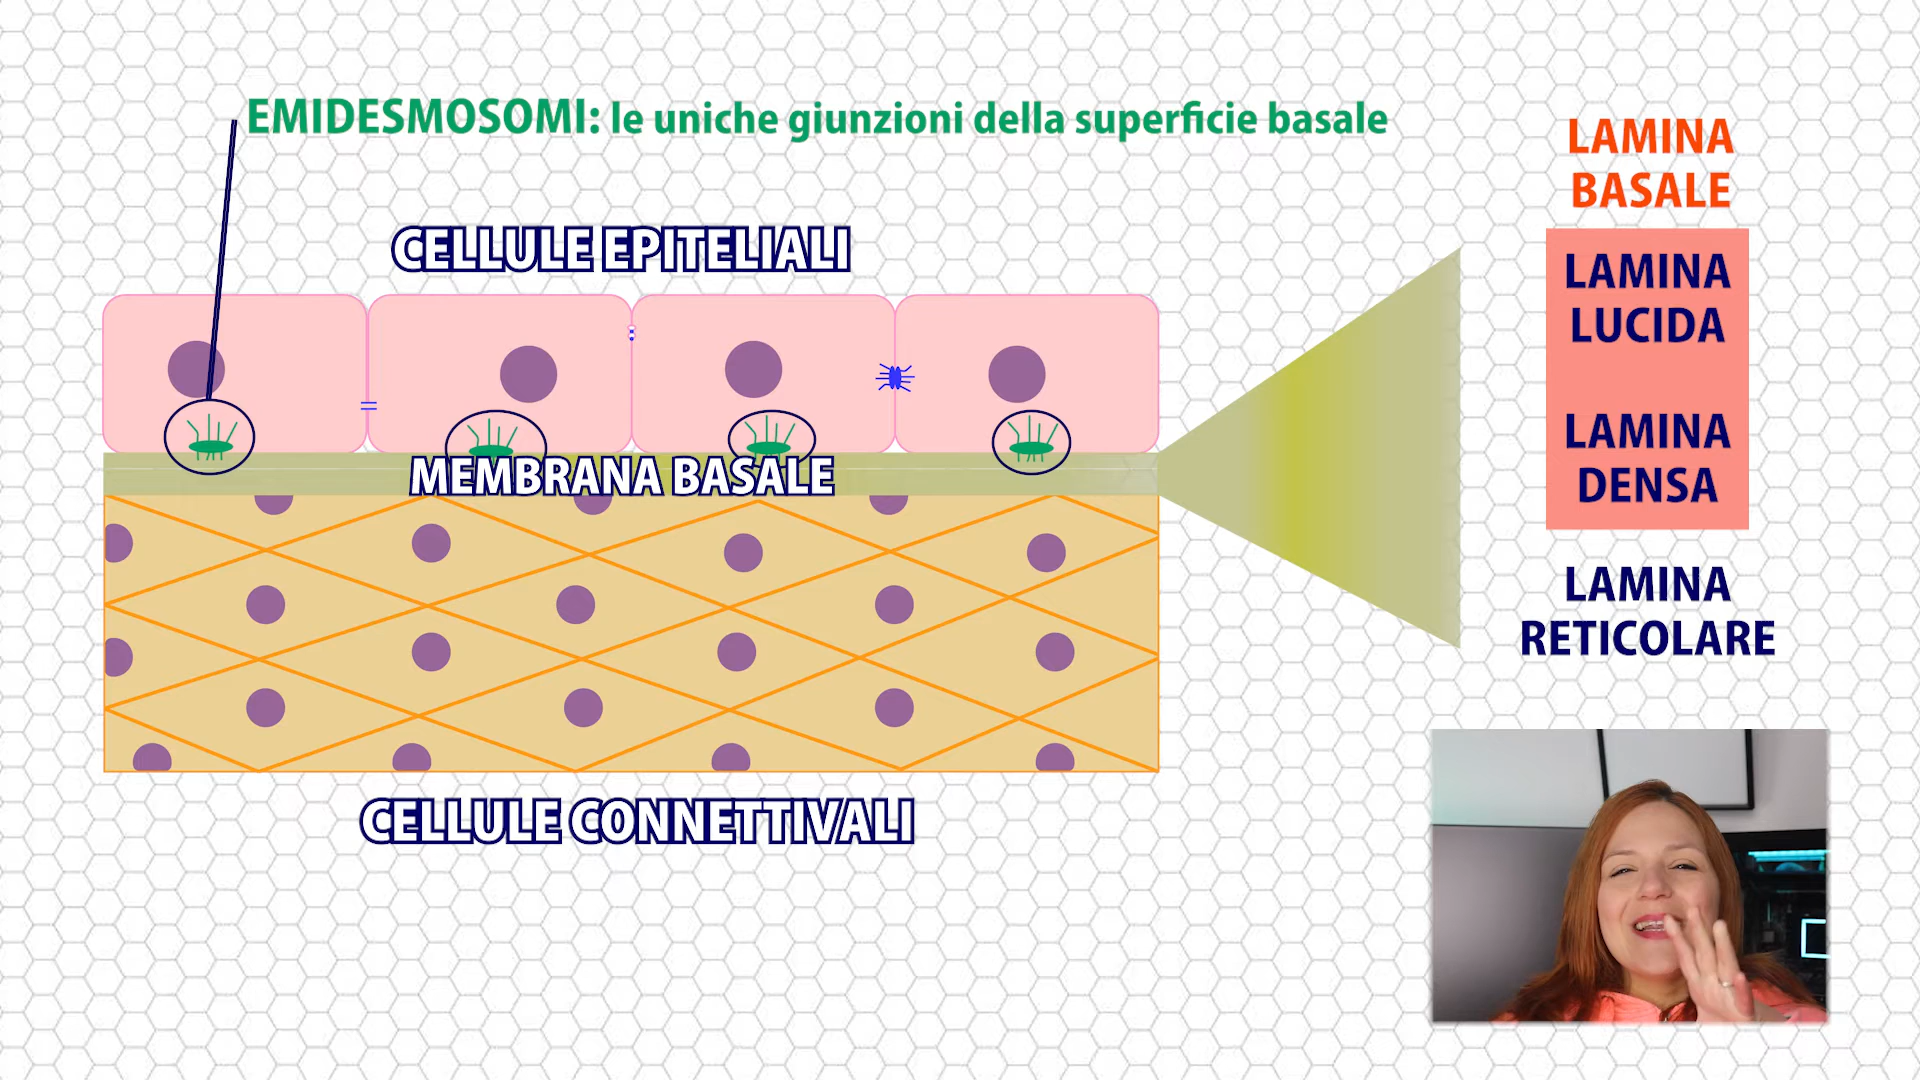 EMIDESMOSOMI: le uniche giunzioni della superficie basale
CELLULE EPITELIALI
MEMBRANA BASALE
CELLULE CONNETTIVALI
LAMINA
BASALE
LAMINA
LUCIDA
LAMINA
DENSA
LAMINA
RETICOLARE